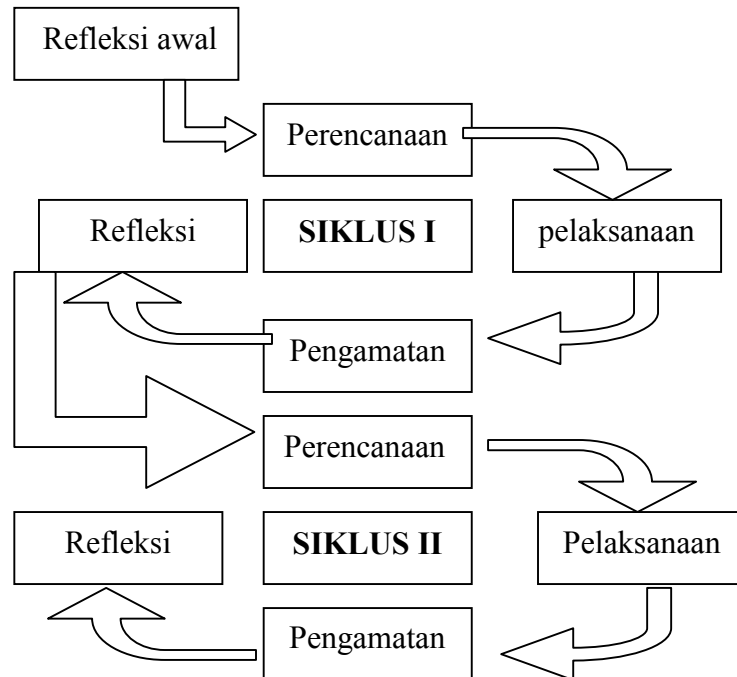 Refleksi awal
Perencanaan
Refleksi
SIKLUS I
pelaksanaan
Pengamatan
Perencanaan
Refleksi
SIKLUS II
Pelaksanaan
Pengamatan